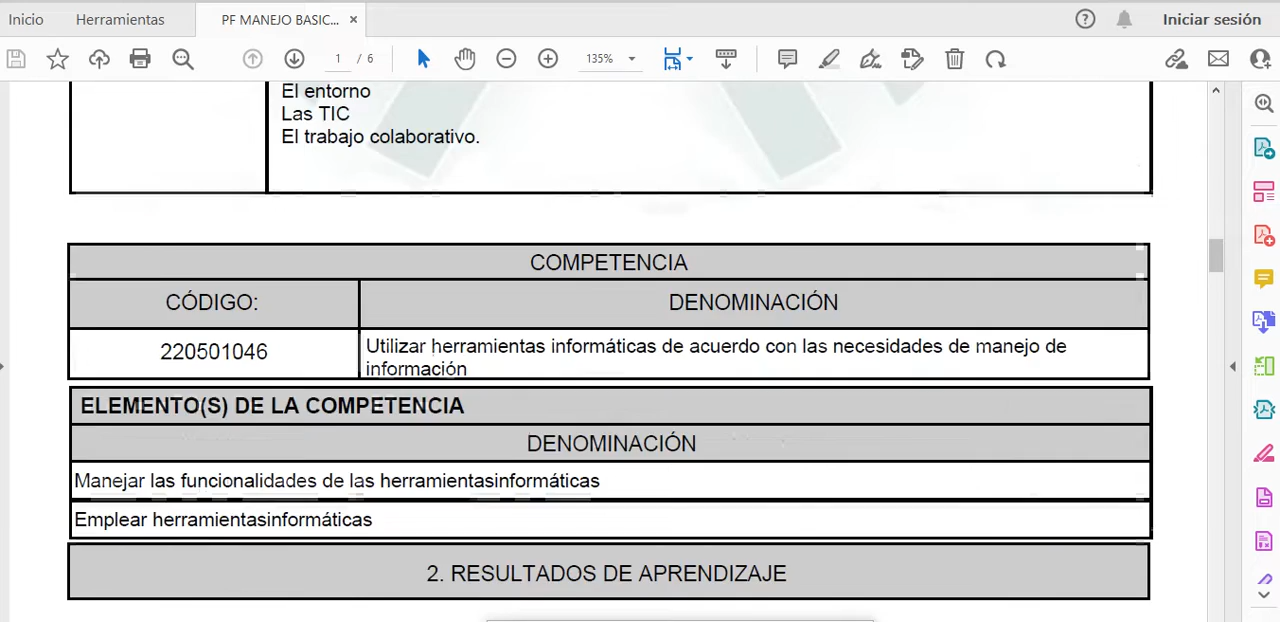 Inicio Herramientas PF MANEJO BASIC... × Iniciar sesión
1 / 6 135%
El entorno
Las TIC
El trabajo colaborativo.
COMPETENCIA
CÓDIGO: DENOMINACIÓN
220501046 Utilizar herramientas informáticas de acuerdo con las necesidades de manejo de
información
ELEMENTO(S) DE LA COMPETENCIA
DENOMINACIÓN
Manejar las funcionalidades de las herramientasinformáticas
Emplear herramientasinformáticas
2. RESULTADOS DE APRENDIZAJE